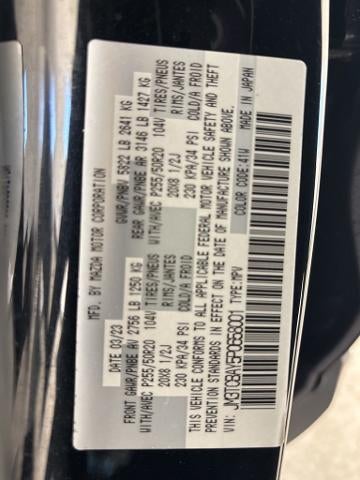 MFD. BY MAZDA MOTOR CORPORATION
DATE 03/23 GVWR/PNBV 5822 LB 2641 KG
FRONT GAWR/PNBE AV 2756 LB 1250 KG REAR GAWR/PNBE AR 3146 LB 1427 KG
WITH/AVEC P255/50R20 104V TIRES/PNEUS WITH/AVEC P255/50R20 104V TIRES/PNEUS
20X8 1/2J RIMS/JANTES 20X8 1/2J RIMS/JANTES
230 KPA/34 PSI COLD/A FROID 230 KPA/34 PSI COLD/A FROID
THIS VEHICLE CONFORMS TO ALL APPLICABLE FEDERAL MOTOR VEHICLE SAFETY AND THEFT
PREVENTION STANDARDS IN EFFECT ON THE DATE OF MANUFACTURE SHOWN ABOVE.
VIN: COLOR CODE:41W MADE IN JAPAN
TYPE:MPV